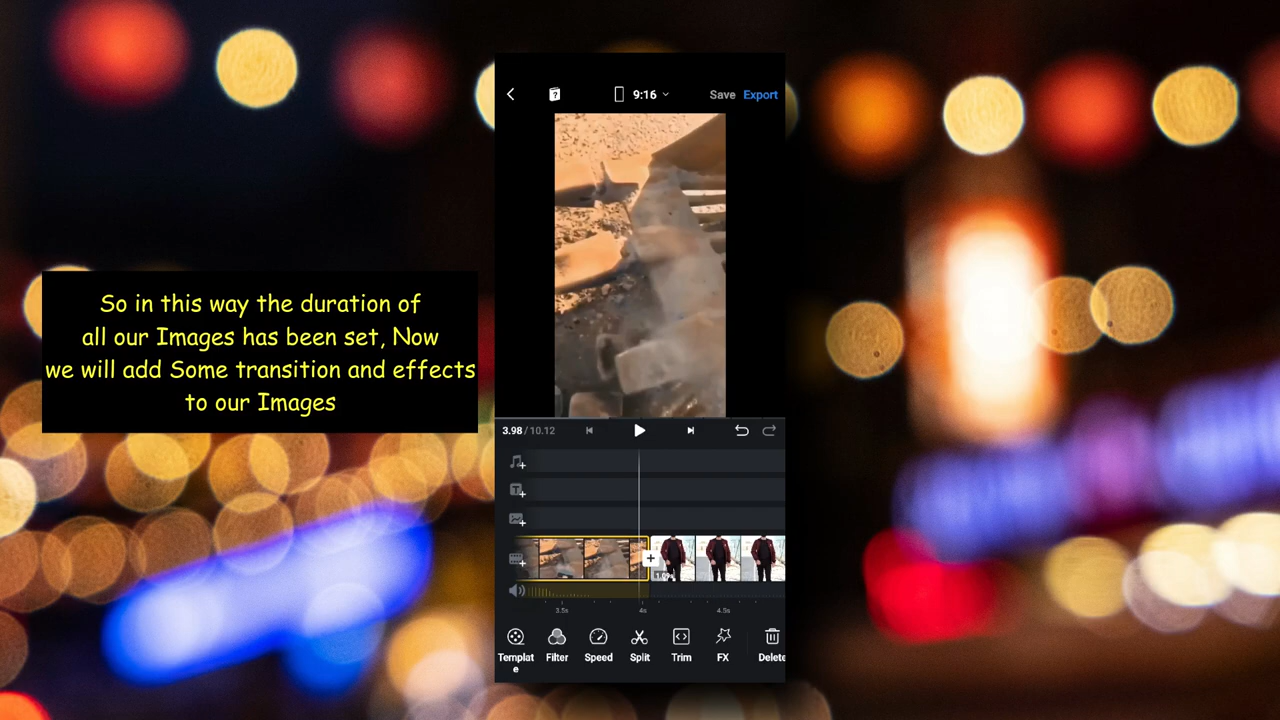 9:16
Save
Export
So in this way the duration of
all our Images has been set, Now
we will add Some transition and effects
to our Images
3.98/10.12
3.5s
4s
4.5s
Templat
e
Filter
Speed
Split
Trim
FX
Delete